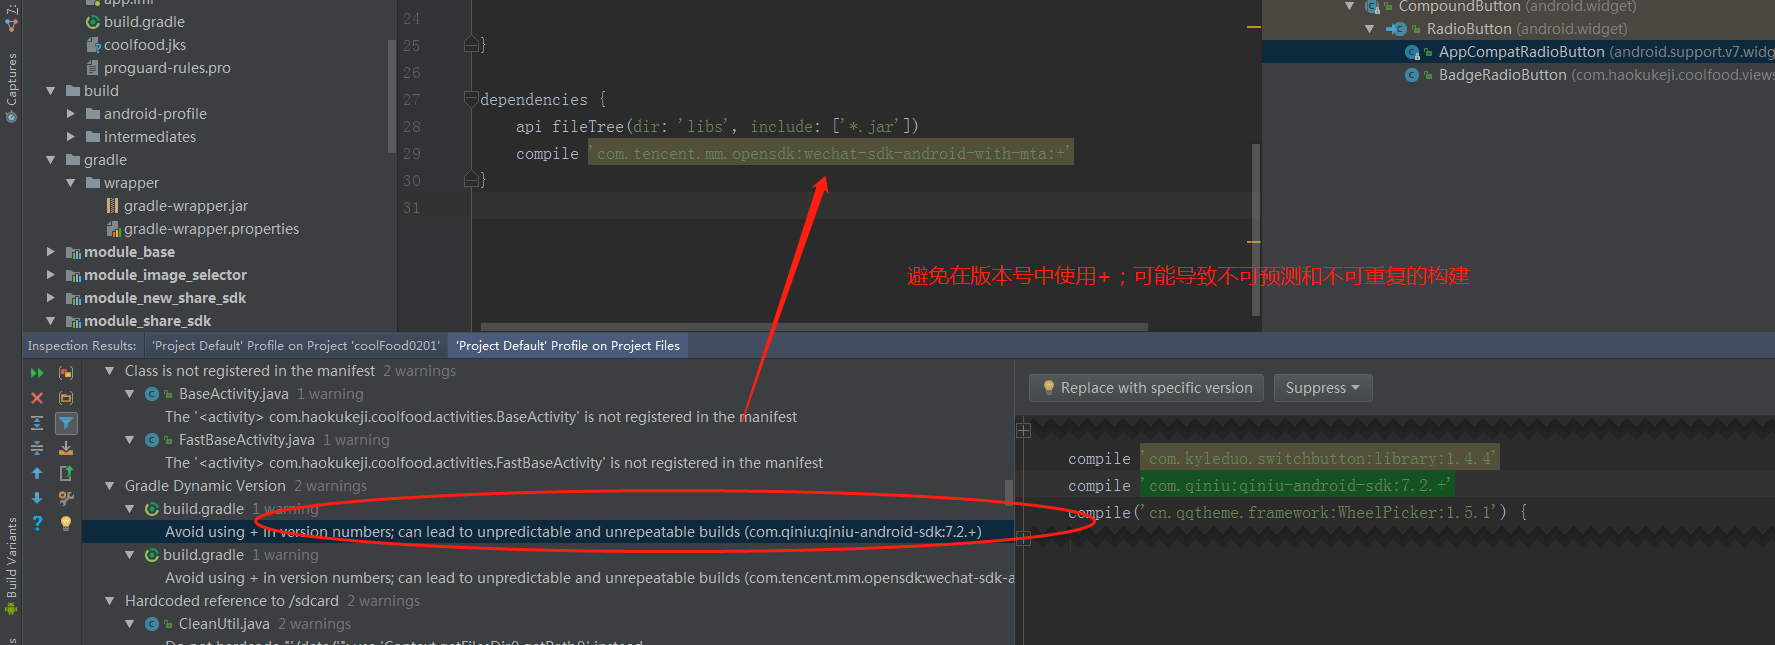 Z:
Captures
Build Variants
app.iml
build.gradle
coolfood.jks
proguard-rules.pro
build
android-profile
intermediates
gradle
wrapper
gradle-wrapper.jar
gradle-wrapper.properties
module_base
module_image_selector
module_new_share_sdk
module_share_sdk
24
25 }
26
27 dependencies {
28 api fileTree(dir: 'libs', include: ['*.jar'])
29 compile 'com.tencent.mm.opensdk:wechat-sdk-android-with-mta:+'
30 }
31
避免在版本号中使用+；可能导致不可预测和不可重复的构建
CompoundButton (android.widget)
RadioButton (android.widget)
AppCompatRadioButton (android.support.v7.widg
BadgeRadioButton (com.haokukeji.coolfood.views
Inspection Results: 'Project Default' Profile on Project 'coolFood0201' 'Project Default' Profile on Project Files
Class is not registered in the manifest 2 warnings
BaseActivity.java 1 warning
The '<activity> com.haokukeji.coolfood.activities.BaseActivity' is not registered in the manifest
FastBaseActivity.java 1 warning
The '<activity> com.haokukeji.coolfood.activities.FastBaseActivity' is not registered in the manifest
Gradle Dynamic Version 2 warnings
build.gradle 1 warning
Avoid using + in version numbers; can lead to unpredictable and unrepeatable builds (com.qiniu:qiniu-android-sdk:7.2.+)
build.gradle 1 warning
Avoid using + in version numbers; can lead to unpredictable and unrepeatable builds (com.tencent.mm.opensdk:wechat-sdk-a
Hardcoded reference to /sdcard 2 warnings
CleanUtil.java 2 warnings
Replace with specific version Suppress
compile 'com.kyleduo.switchbutton:library:1.4.4'
compile 'com.qiniu:qiniu-android-sdk:7.2.+'
compile('cn.qqtheme.framework:WheelPicker:1.5.1') {